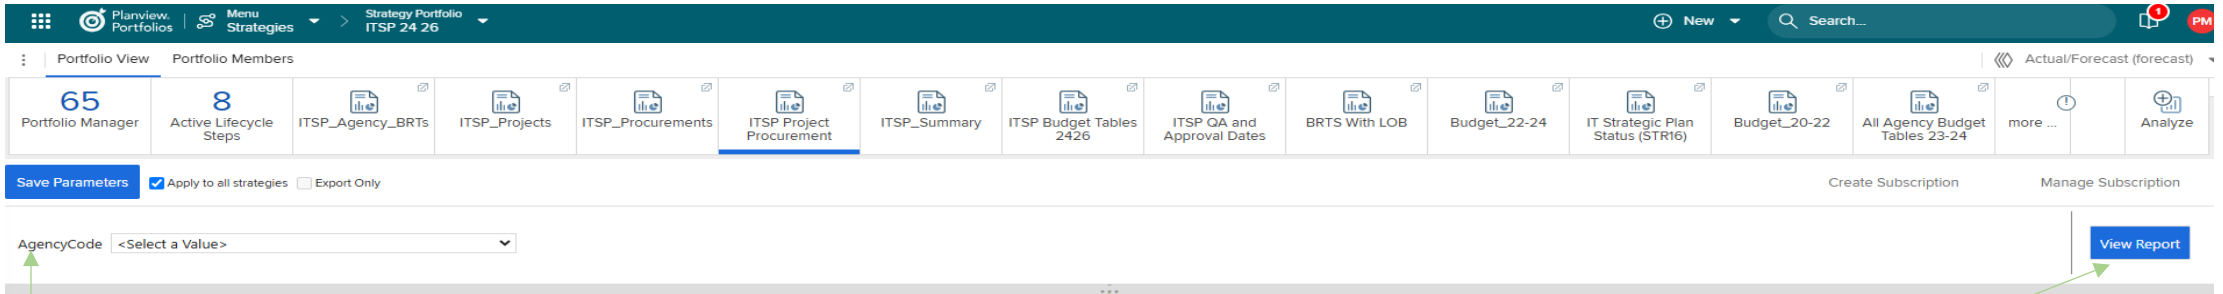 Planview. Portfolios
Menu
Strategies
Strategy Portfolio
ITSP 24 26
New
Search...
1
PM
Portfolio View
Portfolio Members
Actual/Forecast (forecast)
65
Portfolio Manager
8
Active Lifecycle
Steps
ITSP_Agency_BRTs
ITSP_Projects
ITSP_Procurements
ITSP Project
Procurement
ITSP_Summary
ITSP Budget Tables
2426
ITSP QA and
Approval Dates
BRTS With LOB
Budget_22-24
IT Strategic Plan
Status (STR16)
Budget_20-22
All Agency Budget
Tables 23-24
more ...
Analyze
Save Parameters
Apply to all strategies
Export Only
Create Subscription
Manage Subscription
AgencyCode
<Select a Value>
View Report